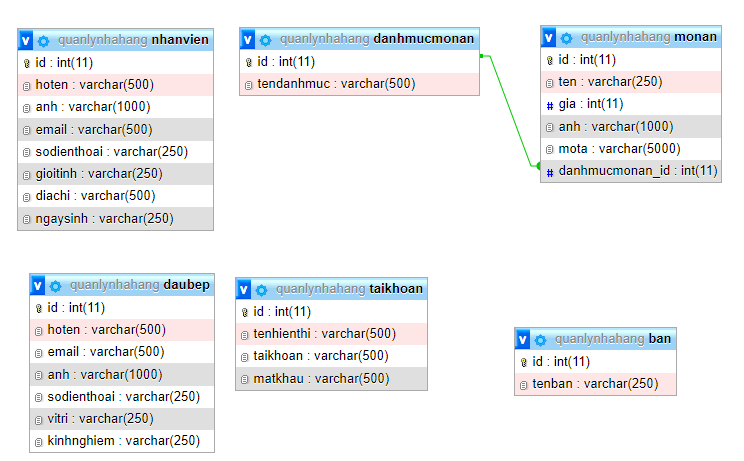 v quanlynhahang nhanvien
id : int(11)
hoten : varchar(500)
anh : varchar(1000)
email : varchar(500)
sodienthoai : varchar(250)
gioitinh : varchar(250)
diachi : varchar(500)
ngaysinh : varchar(250)
v quanlynhahang danhmucmonan
id : int(11)
tendanhmuc : varchar(500)
v quanlynhahang monan
id : int(11)
ten : varchar(250)
# gia : int(11)
anh : varchar(1000)
mota : varchar(5000)
# danhmucmonan_id : int(11)
v quanlynhahang daubep
id : int(11)
hoten : varchar(500)
email : varchar(500)
anh : varchar(1000)
sodienthoai : varchar(250)
vitri : varchar(250)
kinhnghiem : varchar(250)
v quanlynhahang taikhoan
id : int(11)
tenhienthi : varchar(500)
taikhoan : varchar(500)
matkhau : varchar(500)
v quanlynhahang ban
id : int(11)
tenban : varchar(250)